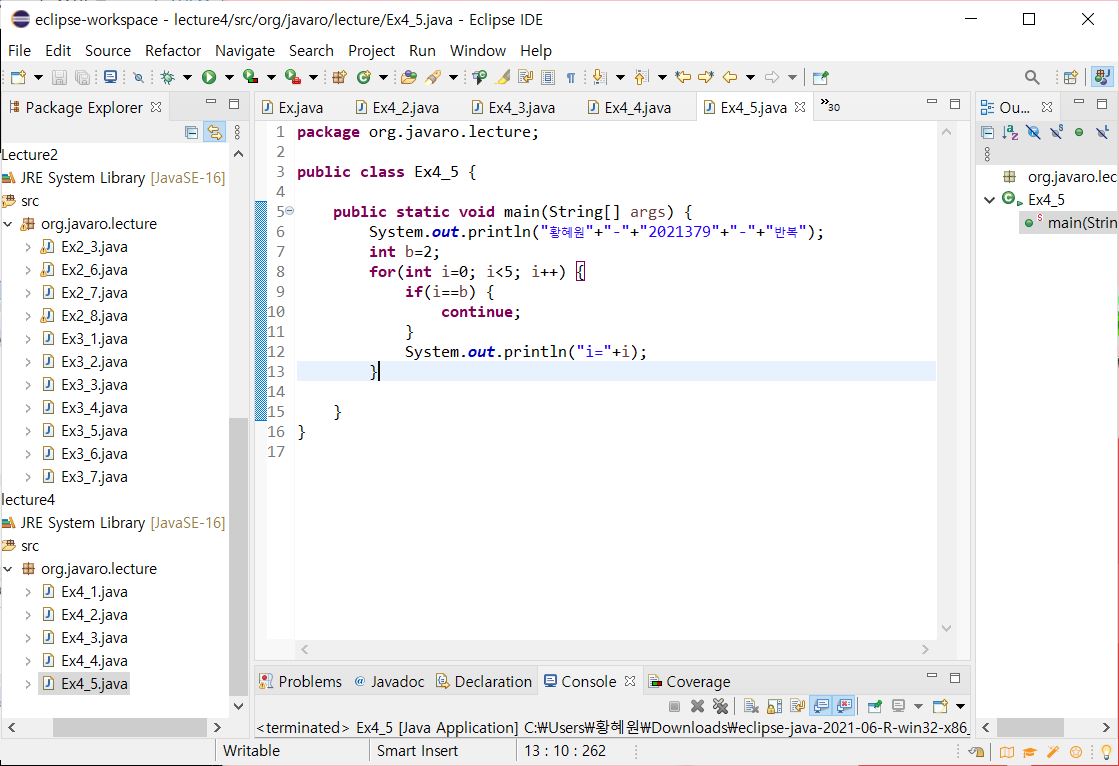 eclipse-workspace - lecture4/src/org/javaro/lecture/Ex4_5.java - Eclipse IDE
File Edit Source Refactor Navigate Search Project Run Window Help
Package Explorer
Lecture2
JRE System Library [JavaSE-16]
src
org.javaro.lecture
Ex2_3.java
Ex2_6.java
Ex2_7.java
Ex2_8.java
Ex3_1.java
Ex3_2.java
Ex3_3.java
Ex3_4.java
Ex3_5.java
Ex3_6.java
Ex3_7.java
lecture4
JRE System Library [JavaSE-16]
src
org.javaro.lecture
Ex4_1.java
Ex4_2.java
Ex4_3.java
Ex4_4.java
Ex4_5.java
Ex.java Ex4_2.java Ex4_3.java Ex4_4.java Ex4_5.java »30
1 package org.javaro.lecture;
2
3 public class Ex4_5 {
4
5 public static void main(String[] args) {
6 System.out.println("황혜원"+"-"+"2021379"+"-"+"반복");
7 int b=2;
8 for(int i=0; i<5; i++) {
9 if(i==b) {
10 continue;
11 }
12 System.out.println("i="+i);
13 }
14
15 }
16 }
17
Ou...
org.javaro.lec
Ex4_5
main(Strin
Problems @ Javadoc Declaration Console Coverage
<terminated> Ex4_5 [Java Application] C:₩Users₩황혜원₩Downloads₩eclipse-java-2021-06-R-win32-x86_
Writable Smart Insert 13 : 10 : 262